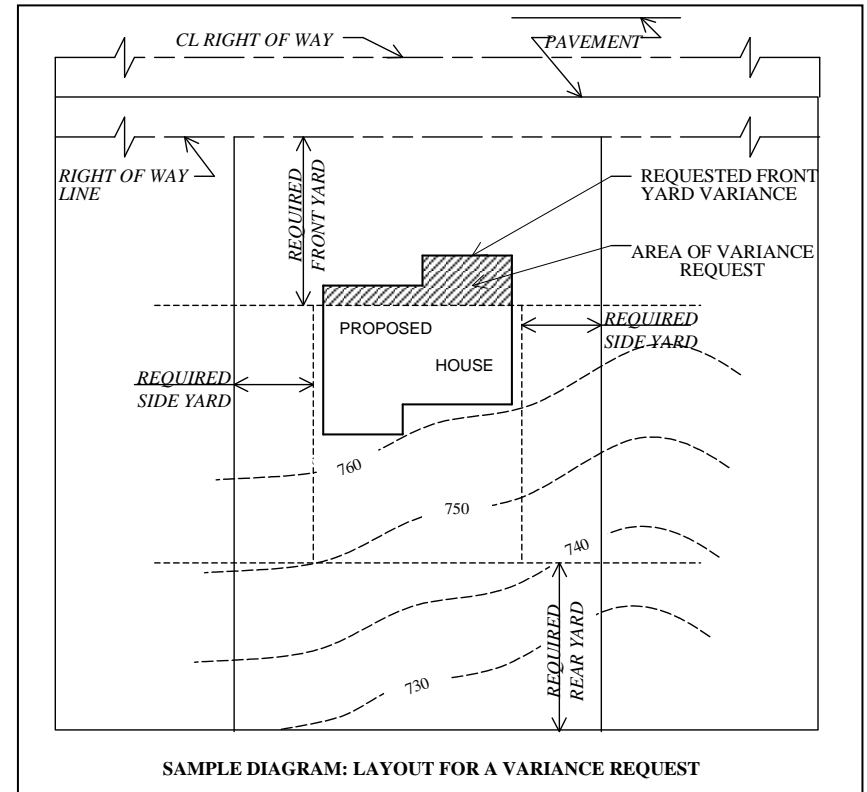 CL RIGHT OF WAY
PAVEMENT
RIGHT OF WAY
LINE
REQUIRED
FRONT YARD
REQUESTED FRONT
YARD VARIANCE
AREA OF VARIANCE
REQUEST
PROPOSED
HOUSE
REQUIRED
SIDE YARD
REQUIRED
SIDE YARD
760
750
740
730
REQUIRED
REAR YARD
SAMPLE DIAGRAM: LAYOUT FOR A VARIANCE REQUEST